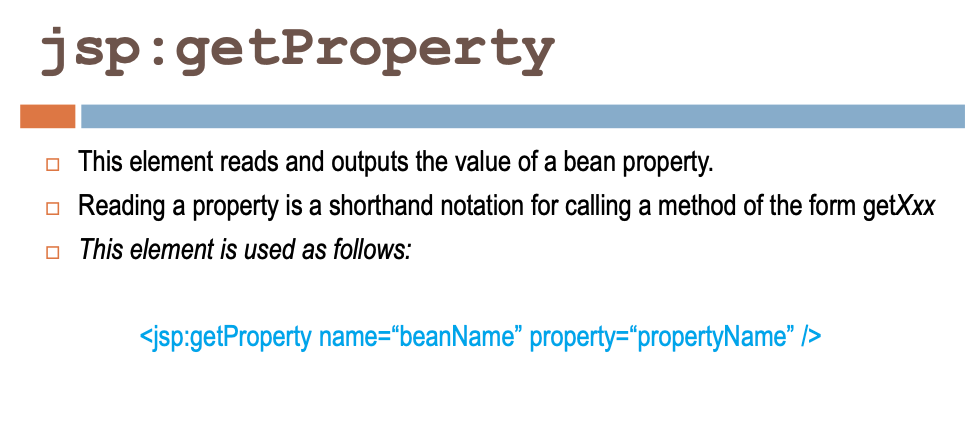 jsp:getProperty
This element reads and outputs the value of a bean property.
Reading a property is a shorthand notation for calling a method of the form getXxx
This element is used as follows:
<jsp:getProperty name=“beanName” property=“propertyName” />